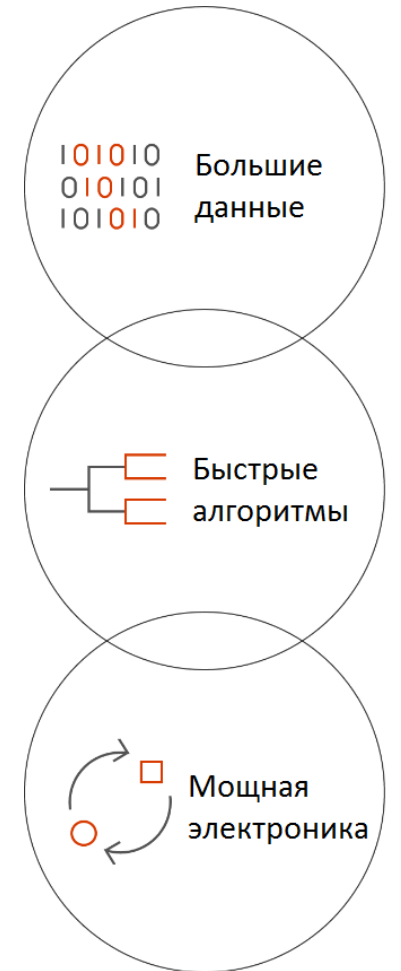 101010
Большие
010101
данные
101010
Быстрые
алгоритмы
Мощная
электроника